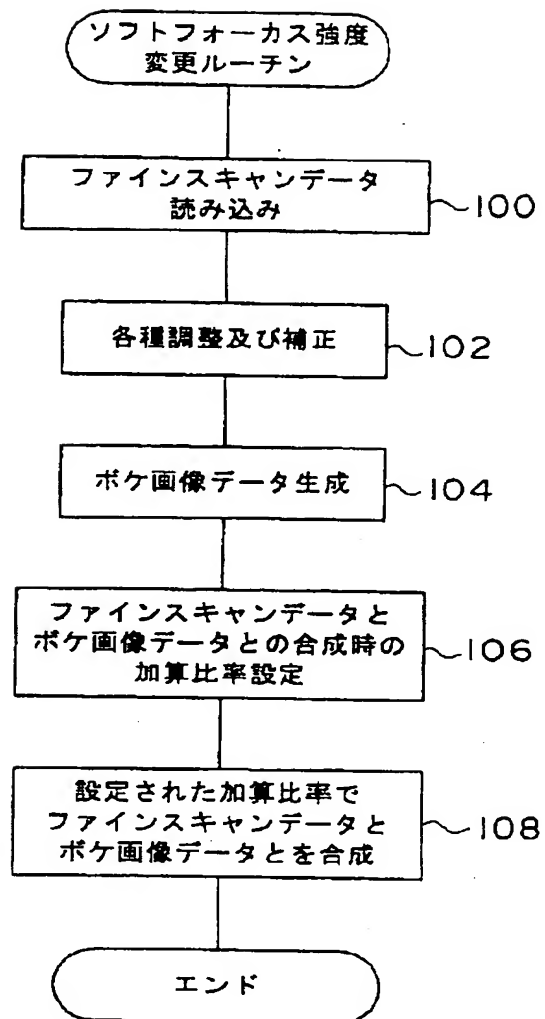 ソフトフォーカス強度
変更ルーチン
ファインスキャンデータ
読み込み
100
各種調整及び補正
102
ボケ画像データ生成
104
ファインスキャンデータと
ボケ画像データとの合成時の
加算比率設定
106
設定された加算比率で
ファインスキャンデータと
ボケ画像データとを合成
108
エンド